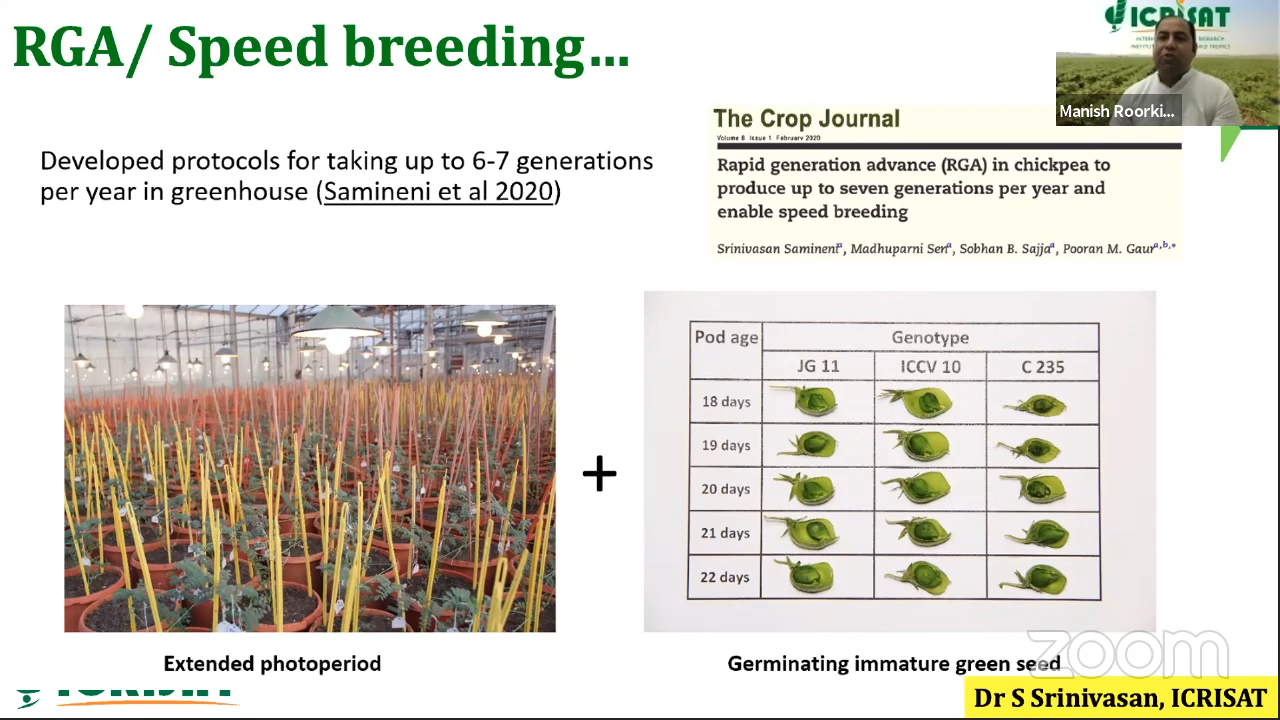 RGA/ Speed breeding...
ICRISAT
Manish Roorki...
Developed protocols for taking up to 6-7 generations
per year in greenhouse (Samineni et al 2020)
The Crop Journal
Volume 8 Issue 1 February 2020
Rapid generation advance (RGA) in chickpea to
produce up to seven generations per year and
enable speed breeding
Srinivasan Samineni a, Madhuparni Sen a, Sobhan B. Sajja a, Pooran M. Gaur a,b,*
+
Pod age Genotype
JG 11 ICCV 10 C 235
18 days
19 days
20 days
21 days
22 days
Extended photoperiod
Germinating immature green seed
zoom
ICRISAT
Dr S Srinivasan, ICRISAT